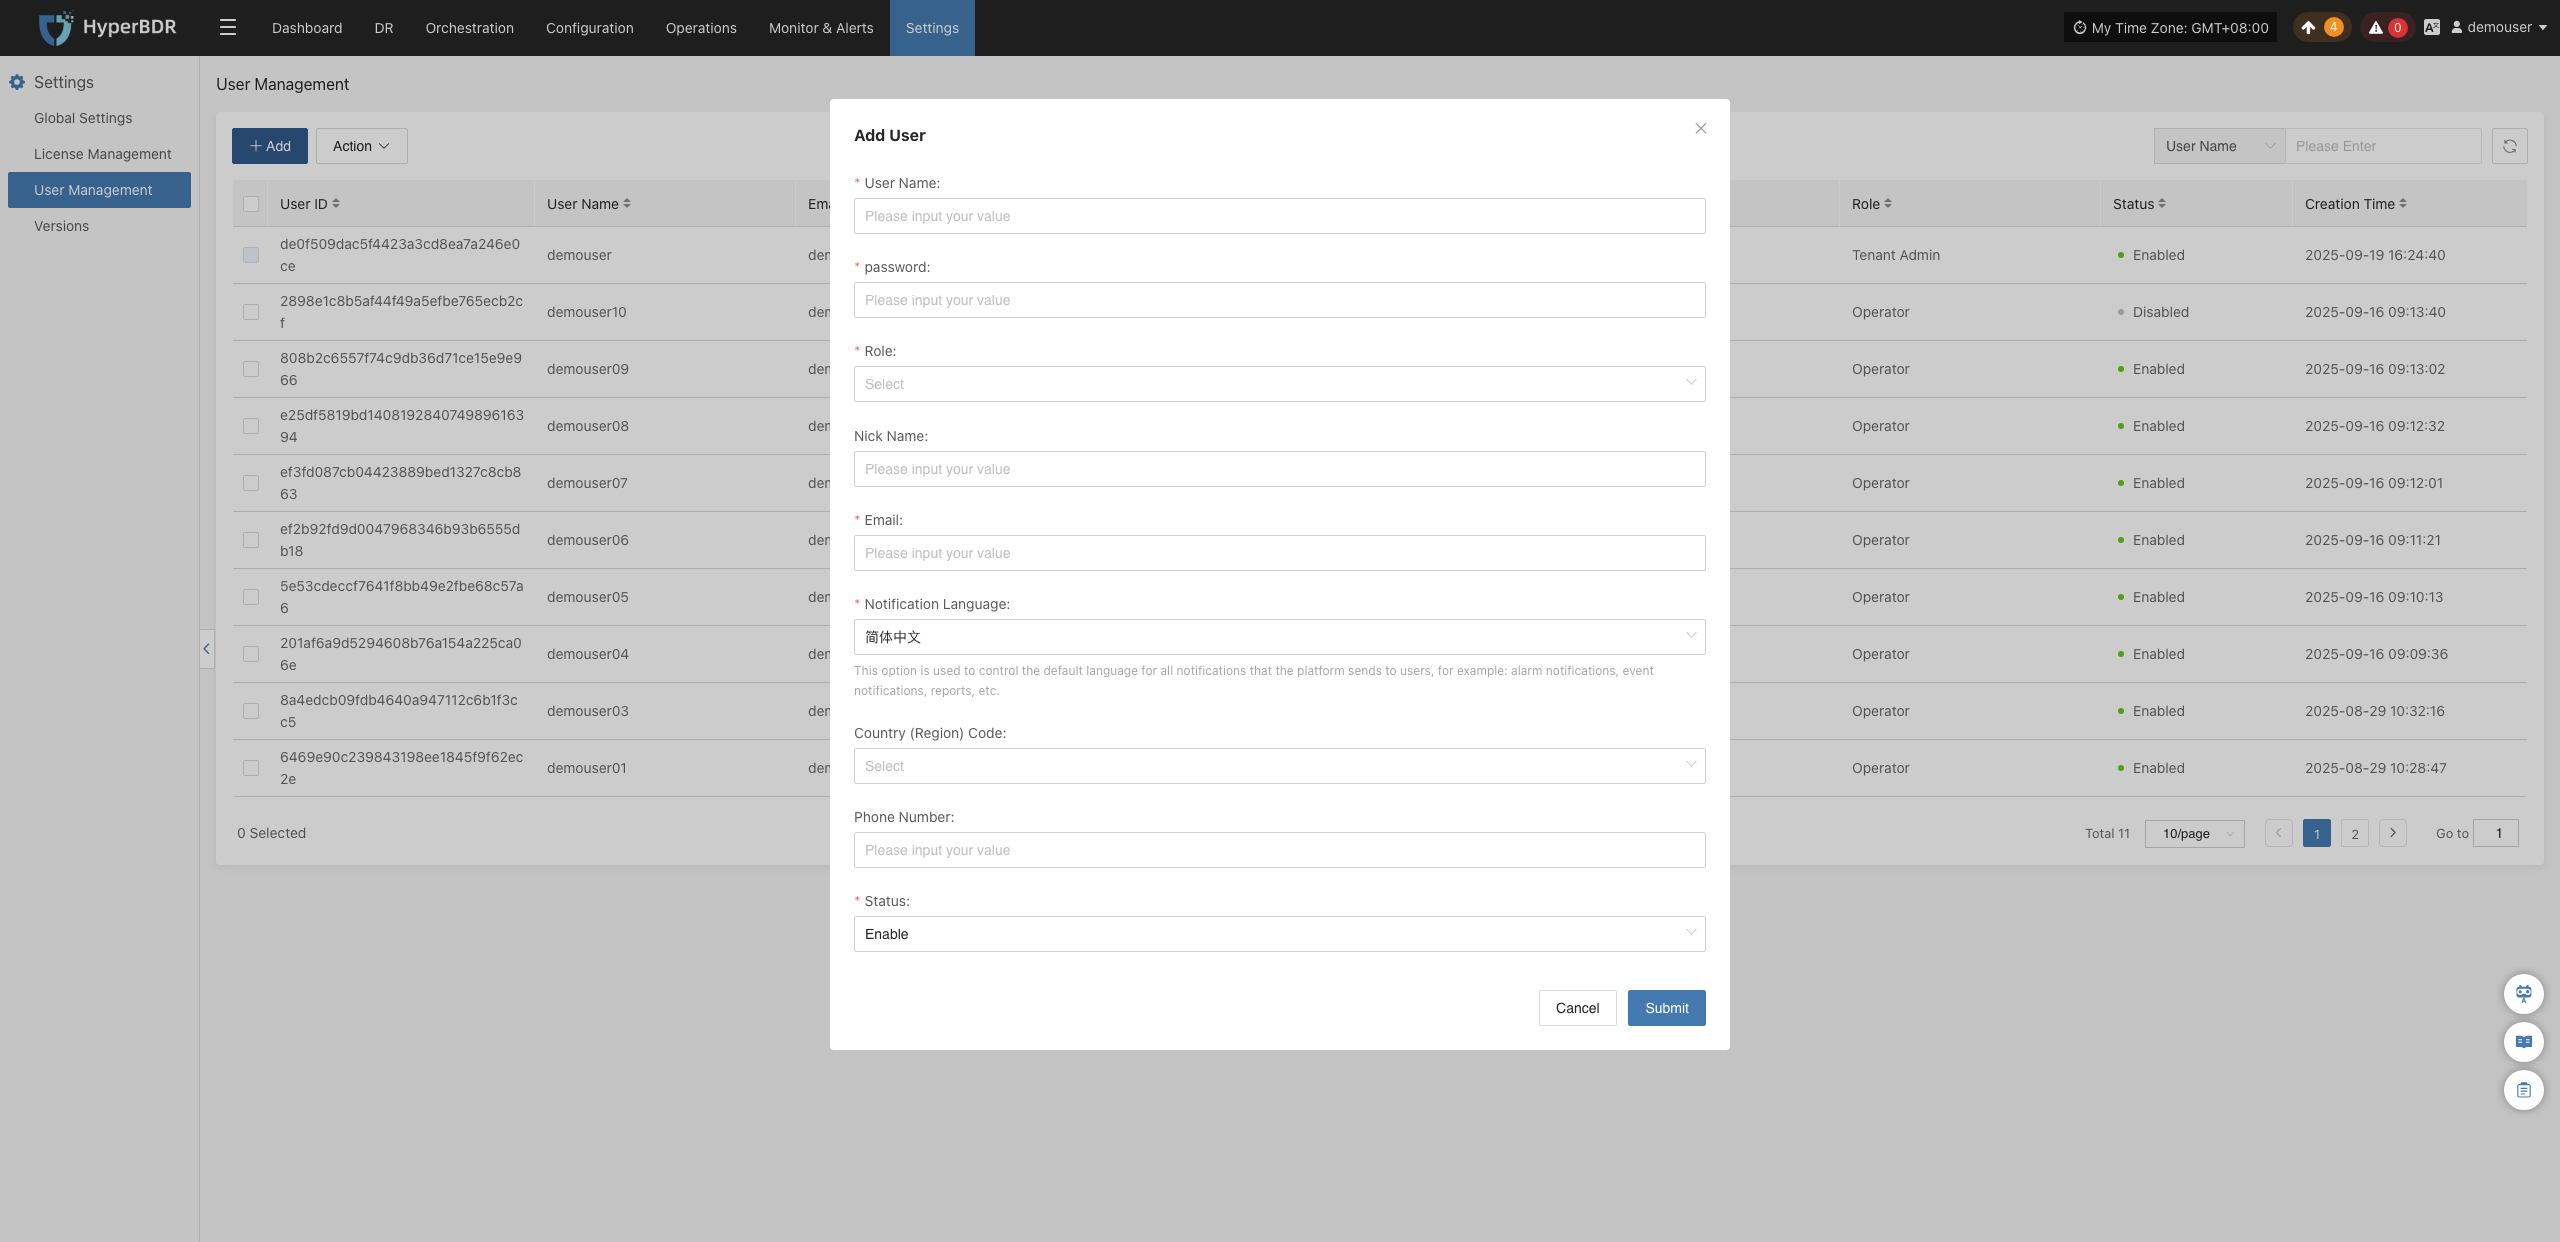 HyperBDR
Dashboard
DR
Orchestration
Configuration
Operations
Monitor & Alerts
Settings
My Time Zone: GMT+08:00
4
0
demouser
Settings
Global Settings
License Management
User Management
Versions
User Management
Add
Action
User Name
Please Enter
User ID
User Name
Ema
Role
Status
Creation Time
de0f509dac5f4423a3cd8ea7a246e0
ce
demouser
den
Tenant Admin
Enabled
2025-09-19 16:24:40
2898e1c8b5af44f49a5efbe765ecb2c
f
demouser10
den
Operator
Disabled
2025-09-16 09:13:40
808b2c6557f74c9db36d71ce15e9e9
66
demouser09
den
Operator
Enabled
2025-09-16 09:13:02
e25df5819bd1408192840749896163
94
demouser08
den
Operator
Enabled
2025-09-16 09:12:32
ef3fd087cb04423889bed1327c8cb8
63
demouser07
den
Operator
Enabled
2025-09-16 09:12:01
ef2b92fd9d0047968346b93b6555d
b18
demouser06
den
Operator
Enabled
2025-09-16 09:11:21
5e53cdeccf7641f8bb49e2fbe68c57a
6
demouser05
den
Operator
Enabled
2025-09-16 09:10:13
201af6a9d5294608b76a154a225ca0
6e
demouser04
den
Operator
Enabled
2025-09-16 09:09:36
8a4edcb09fdb4640a947112c6b1f3c
c5
demouser03
den
Operator
Enabled
2025-08-29 10:32:16
6469e90c239843198ee1845f9f62ec
2e
demouser01
den
Operator
Enabled
2025-08-29 10:28:47
0 Selected
Total 11
10/page
1
2
Go to
1
Add User
* User Name:
Please input your value
* password:
Please input your value
* Role:
Select
Nick Name:
Please input your value
* Email:
Please input your value
* Notification Language:
简体中文
This option is used to control the default language for all notifications that the platform sends to users, for example: alarm notifications, event
notifications, reports, etc.
Country (Region) Code:
Select
Phone Number:
Please input your value
* Status:
Enable
Cancel
Submit